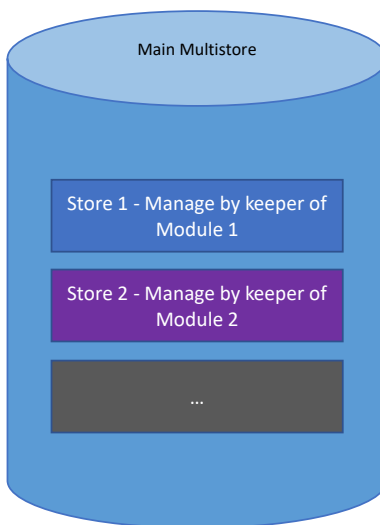 Main Multistore
Store 1 - Manage by keeper of
Module 1
Store 2 - Manage by keeper of
Module 2
...